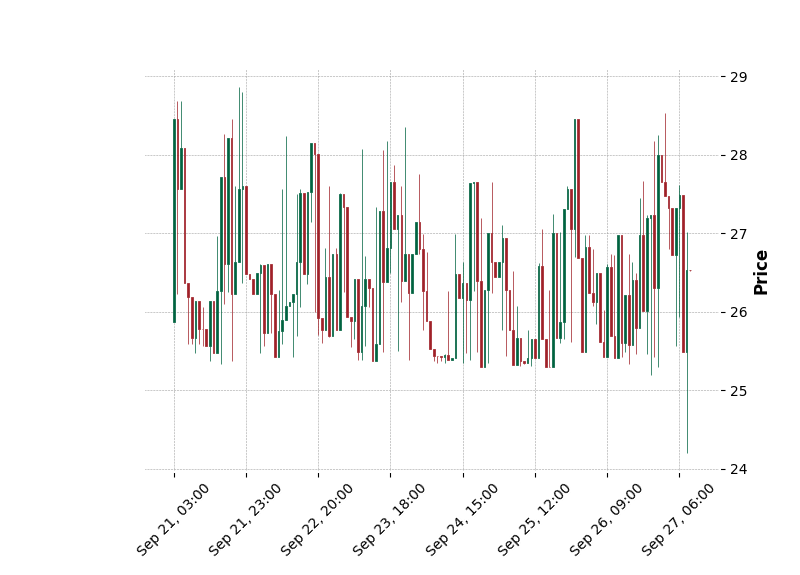 29
28
27
26
25
24
Price
Sep 21, 03:00
Sep 21, 23:00
Sep 22, 20:00
Sep 23, 18:00
Sep 24, 15:00
Sep 25, 12:00
Sep 26, 09:00
Sep 27, 06:00